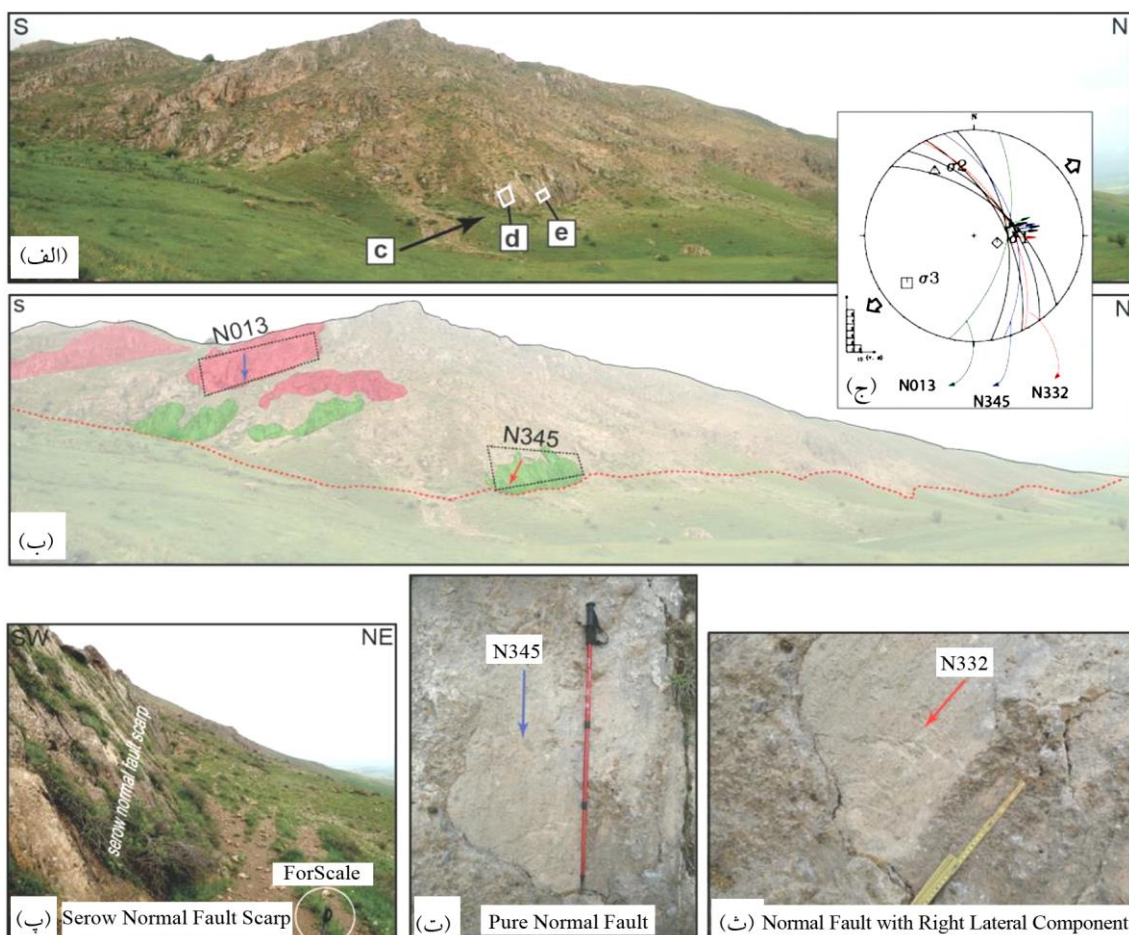 S
N
c
d
e
(الف)
S
σ2
σ3
N013
N345
N332
(ج)
S
N
N013
N345
(ب)
SW
NE
serow normal fault scarp
ForScale
(پ) Serow Normal Fault Scarp
N345
(ت) Pure Normal Fault
N332
(ث) Normal Fault with Right Lateral Component